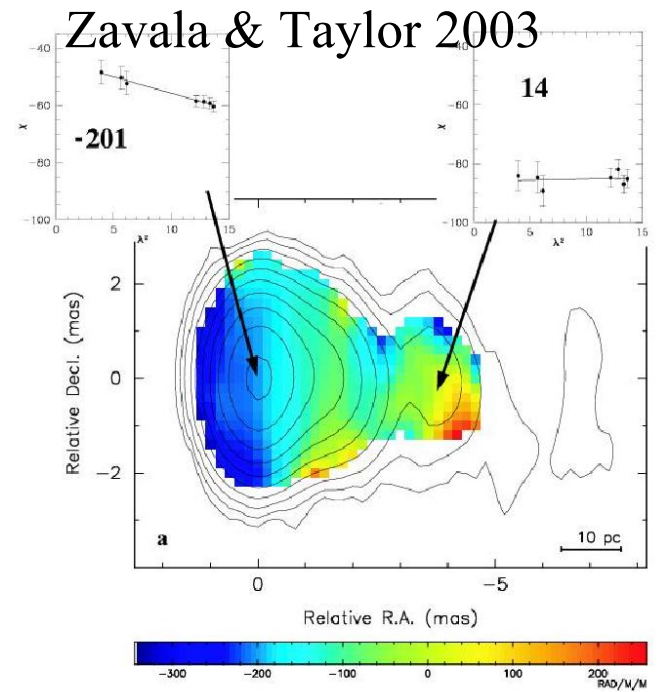 Zavala & Taylor 2003
-40
-60
-80
-100
χ
-201
0
5
10
15
λ²
-40
-60
-80
-100
χ
14
0
5
10
15
λ²
2
0
−2
Relative Decl. (mas)
a
10 pc
0
−5
Relative R.A. (mas)
−300
−200
−100
0
100
200
RAD/M/M